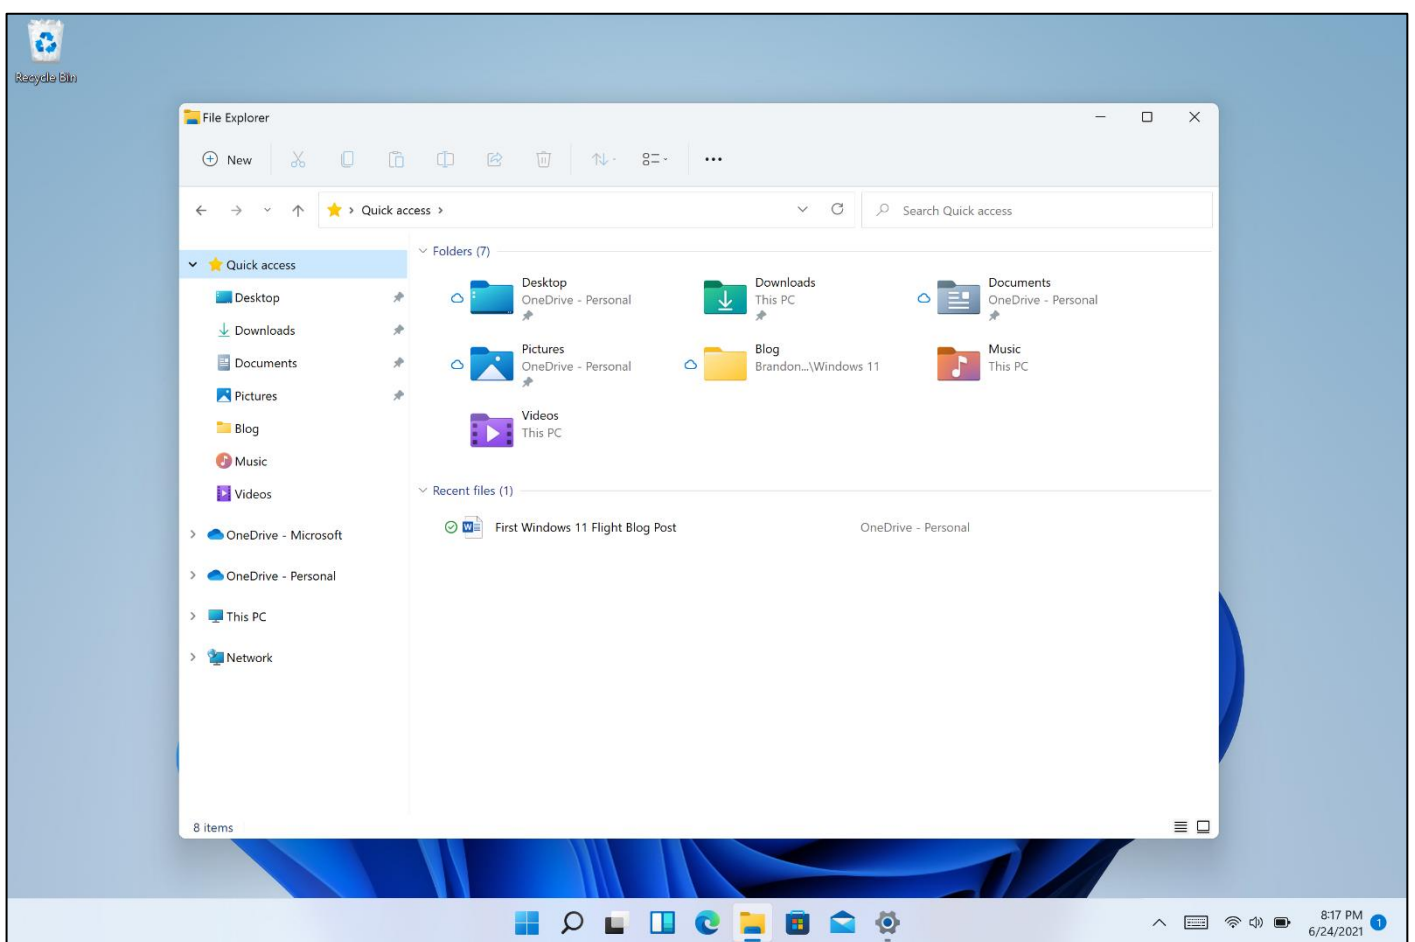 Recycle Bin
File Explorer
New
Quick access
Search Quick access
Quick access
Desktop
Downloads
Documents
Pictures
Blog
Music
Videos
OneDrive - Microsoft
OneDrive - Personal
This PC
Network
Folders (7)
Desktop
OneDrive - Personal
Downloads
This PC
Documents
OneDrive - Personal
Pictures
OneDrive - Personal
Blog
Brandon...\Windows 11
Music
This PC
Videos
This PC
Recent files (1)
First Windows 11 Flight Blog Post
OneDrive - Personal
8 items
8:17 PM
6/24/2021
1